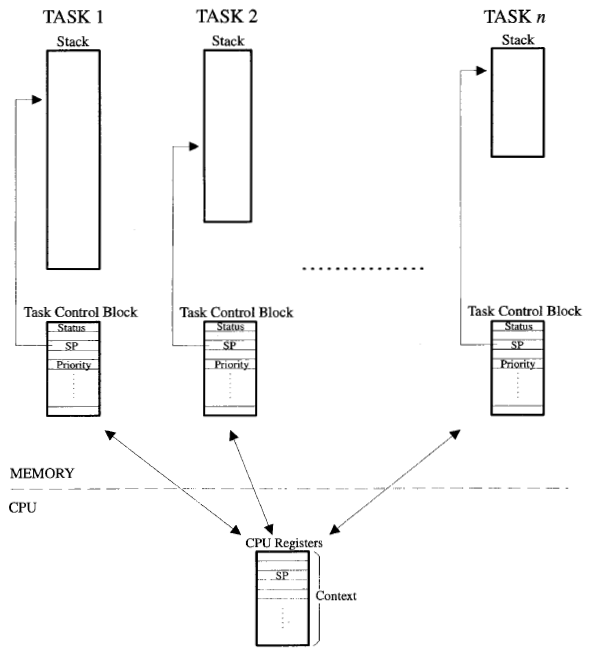 TASK 1
TASK 2
TASK n
Stack
Stack
Stack
Task Control Block
Task Control Block
Task Control Block
Status
Status
Status
SP
SP
SP
Priority
Priority
Priority
MEMORY
CPU
CPU Registers
SP
Context